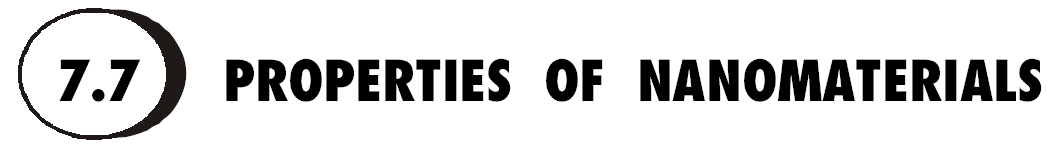 7.7 PROPERTIES OF NANOMATERIALS